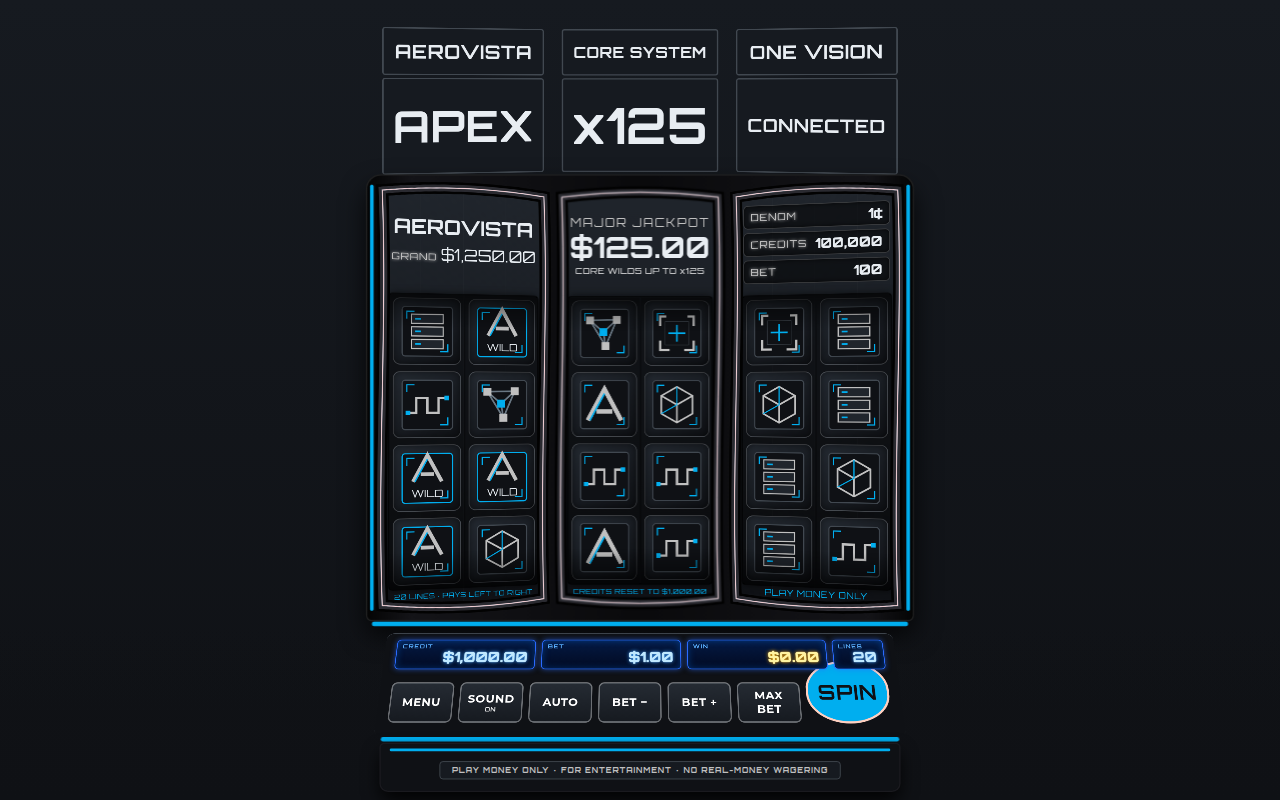 AEROVISTA
CORE SYSTEM
ONE VISION
APEX
x125
CONNECTED
AEROVISTA
GRAND $1,250.00
MAJOR JACKPOT
$125.00
CORE WILDS UP TO x125
DENOM 1¢
CREDITS 100,000
BET 100
WILD
WILD
WILD
WILD
20 LINES · PAYS LEFT TO RIGHT
CREDITS RESET TO $1,000.00
PLAY MONEY ONLY
CREDIT $1,000.00
BET $1.00
WIN $0.00
LINES 20
MENU
SOUND
ON
AUTO
BET −
BET +
MAX
BET
SPIN
PLAY MONEY ONLY · FOR ENTERTAINMENT · NO REAL-MONEY WAGERING